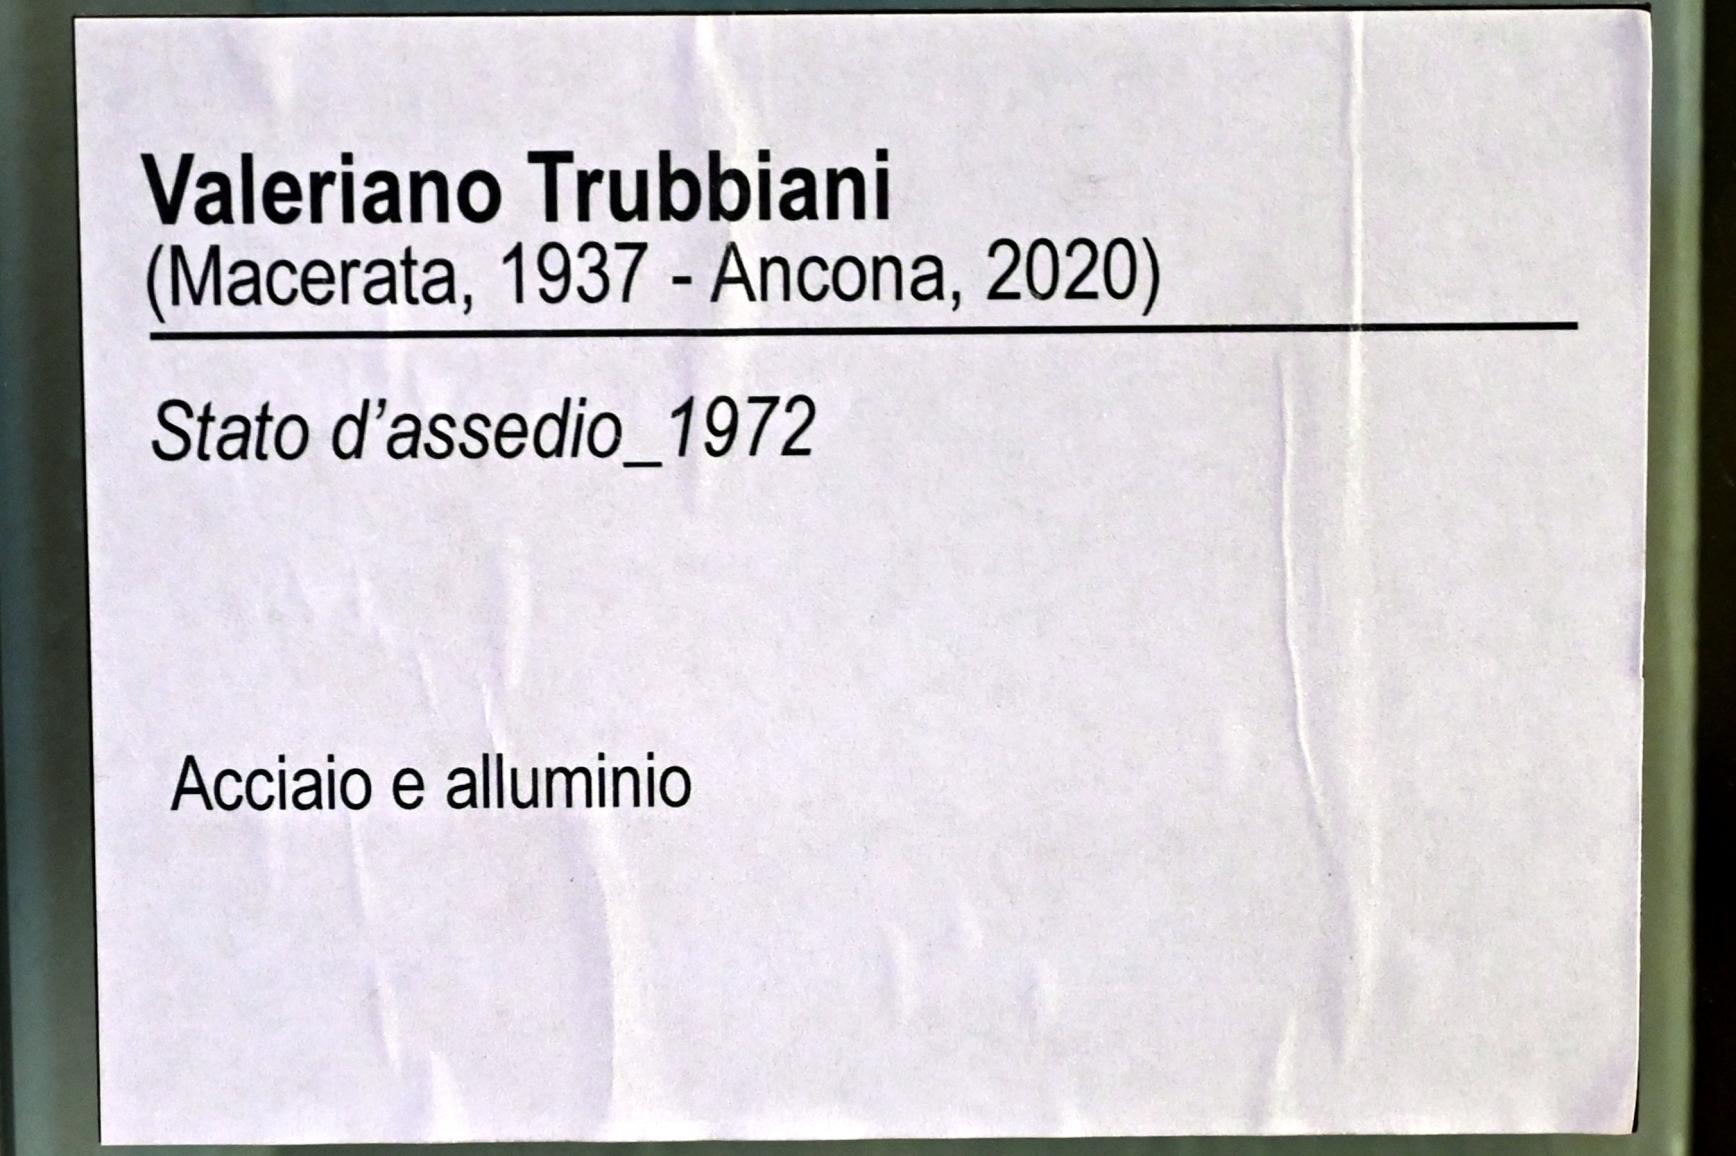 Valeriano Trubbiani
(Macerata, 1937 - Ancona, 2020)
Stato d’assedio_1972
Acciaio e alluminio